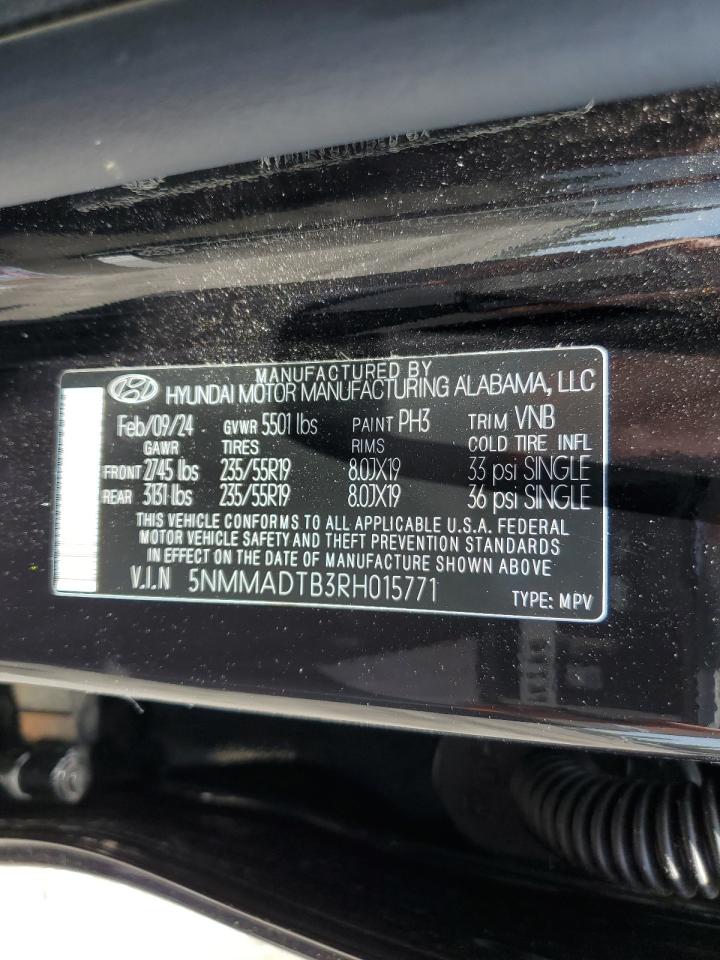 MANUFACTURED BY
HYUNDAI MOTOR MANUFACTURING ALABAMA, LLC
Feb/09/24 GVWR 5501 lbs PAINT PH3 TRIM VNB
GAWR TIRES RIMS COLD TIRE INFL
FRONT 2745 lbs 235/55R19 8.0JX19 33 psi SINGLE
REAR 3131 lbs 235/55R19 8.0JX19 36 psi SINGLE
THIS VEHICLE CONFORMS TO ALL APPLICABLE U.S.A. FEDERAL
MOTOR VEHICLE SAFETY AND THEFT PREVENTION STANDARDS
IN EFFECT ON THE DATE OF MANUFACTURE SHOWN ABOVE
V.I.N 5NMMADTB3RH015771 TYPE: MPV